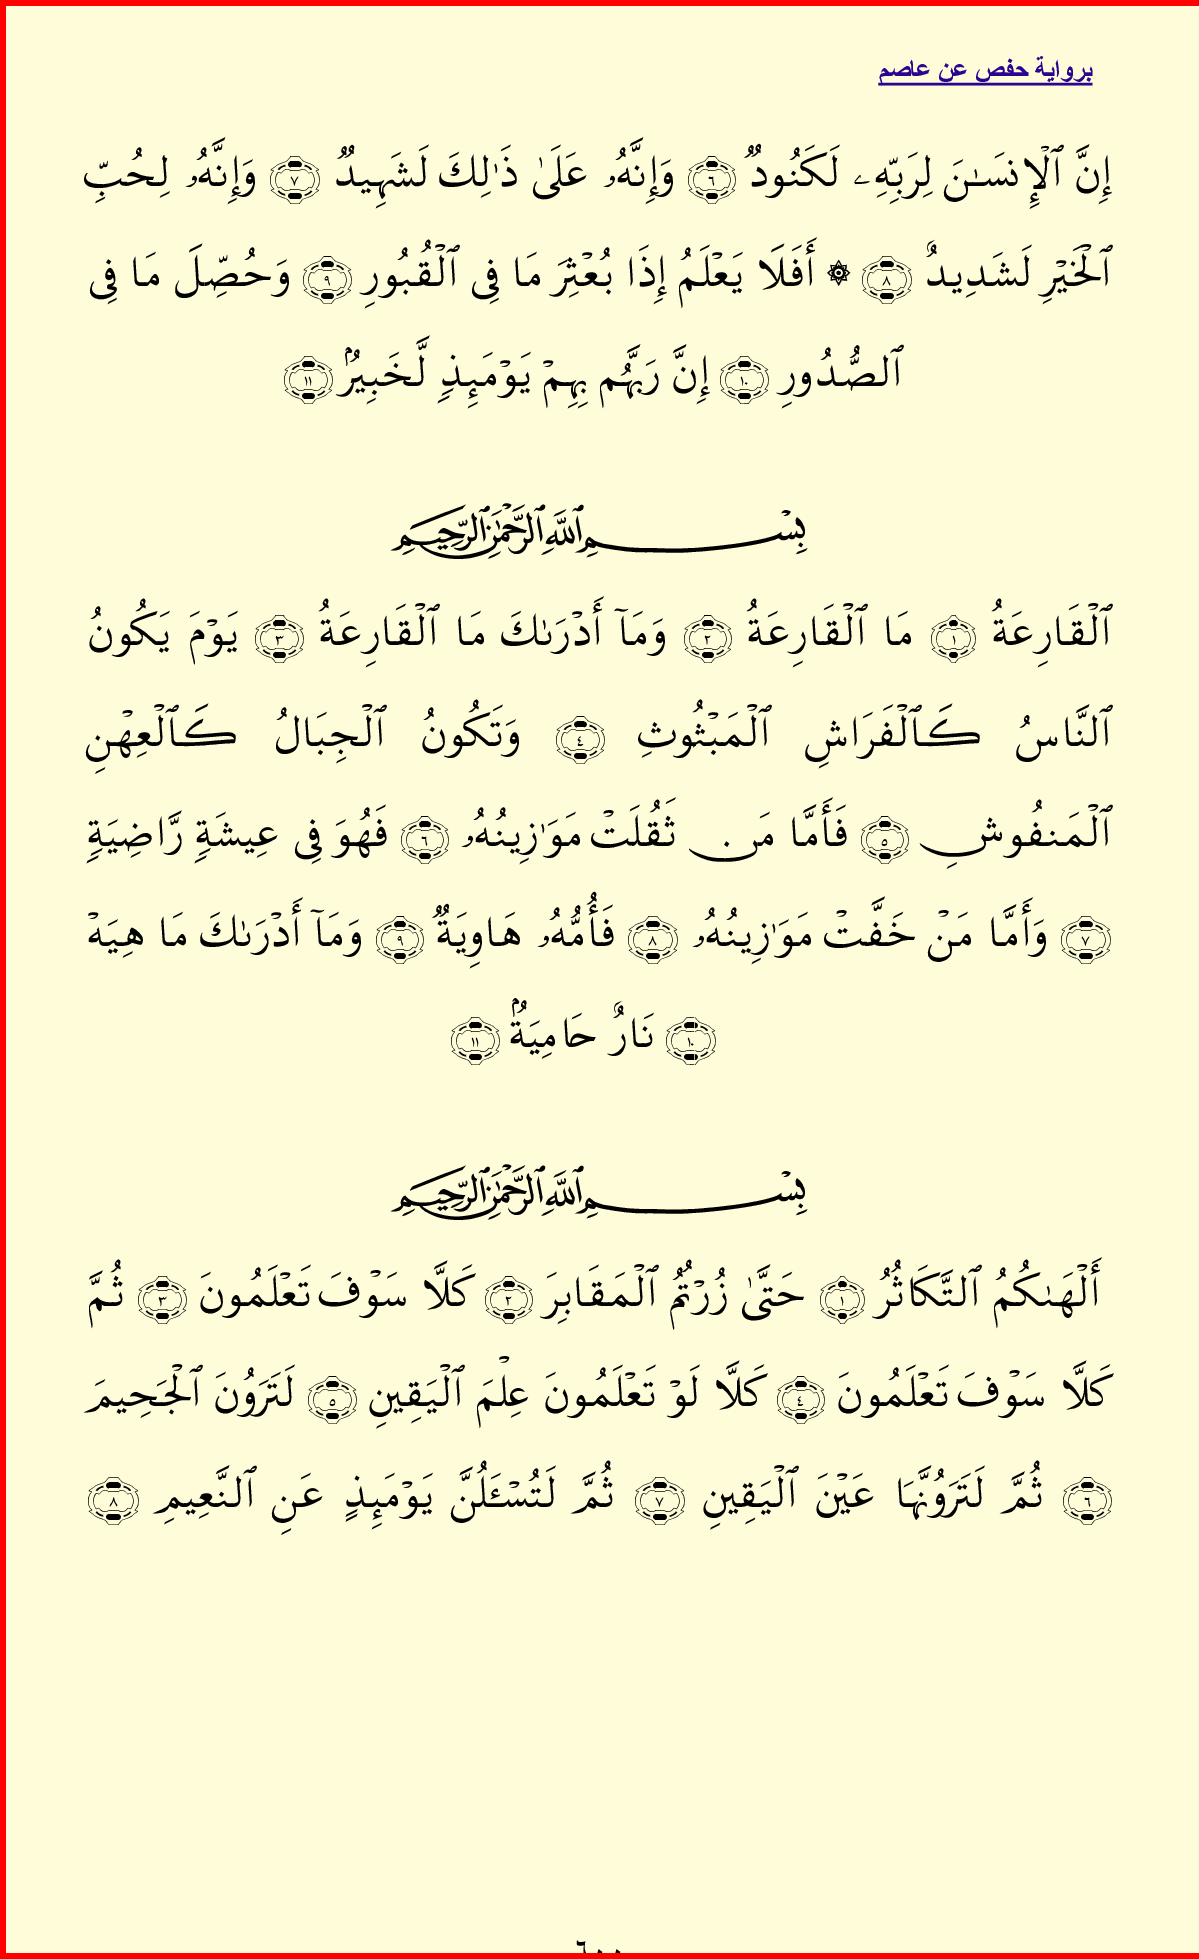 برواية حفص عن عاصم
إِنَّ ٱلْإِنسَـٰنَ لِرَبِّهِۦ لَكَنُودٌ ٦ وَإِنَّهُۥ عَلَىٰ ذَٰلِكَ لَشَهِيدٌ ٧ وَإِنَّهُۥ لِحُبِّ
ٱلْخَيْرِ لَشَدِيدٌ ٨ ۞ أَفَلَا يَعْلَمُ إِذَا بُعْثِرَ مَا فِى ٱلْقُبُورِ ٩ وَحُصِّلَ مَا فِى
ٱلصُّدُورِ ١٠ إِنَّ رَبَّهُم بِهِمْ يَوْمَئِذٍ لَّخَبِيرٌۢ ١١
بِسْمِ ٱللَّهِ ٱلرَّحْمَـٰنِ ٱلرَّحِيمِ
ٱلْقَارِعَةُ ١ مَا ٱلْقَارِعَةُ ٢ وَمَآ أَدْرَىٰكَ مَا ٱلْقَارِعَةُ ٣ يَوْمَ يَكُونُ
ٱلنَّاسُ كَٱلْفَرَاشِ ٱلْمَبْثُوثِ ٤ وَتَكُونُ ٱلْجِبَالُ كَٱلْعِهْنِ
ٱلْمَنفُوشِ ٥ فَأَمَّا مَن ثَقُلَتْ مَوَٰزِينُهُۥ ٦ فَهُوَ فِى عِيشَةٍ رَّاضِيَةٍ
٧ وَأَمَّا مَنْ خَفَّتْ مَوَٰزِينُهُۥ ٨ فَأُمُّهُۥ هَاوِيَةٌ ٩ وَمَآ أَدْرَىٰكَ مَا هِيَهْ
١٠ نَارٌ حَامِيَةٌۢ ١١
بِسْمِ ٱللَّهِ ٱلرَّحْمَـٰنِ ٱلرَّحِيمِ
أَلْهَىٰكُمُ ٱلتَّكَاثُرُ ١ حَتَّىٰ زُرْتُمُ ٱلْمَقَابِرَ ٢ كَلَّا سَوْفَ تَعْلَمُونَ ٣ ثُمَّ
كَلَّا سَوْفَ تَعْلَمُونَ ٤ كَلَّا لَوْ تَعْلَمُونَ عِلْمَ ٱلْيَقِينِ ٥ لَتَرَوُنَّ ٱلْجَحِيمَ
٦ ثُمَّ لَتَرَوُنَّهَا عَيْنَ ٱلْيَقِينِ ٧ ثُمَّ لَتُسْـَٔلُنَّ يَوْمَئِذٍ عَنِ ٱلنَّعِيمِ ٨
٦٠٠